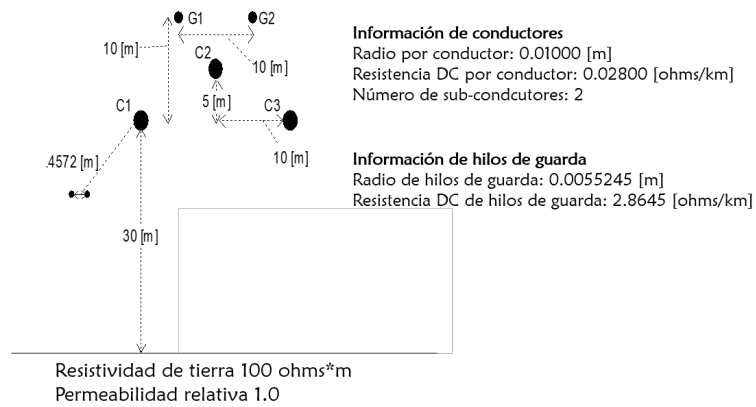 G1
G2
10 [m]
C2
10 [m]
C1
5 [m]
C3
.4572 [m]
10 [m]
30 [m]
Información de conductores
Radio por conductor: 0.01000 [m]
Resistencia DC por conductor: 0.02800 [ohms/km]
Número de sub-condcutores: 2
Información de hilos de guarda
Radio de hilos de guarda: 0.0055245 [m]
Resistencia DC de hilos de guarda: 2.8645 [ohms/km]
Resistividad de tierra 100 ohms*m
Permeabilidad relativa 1.0